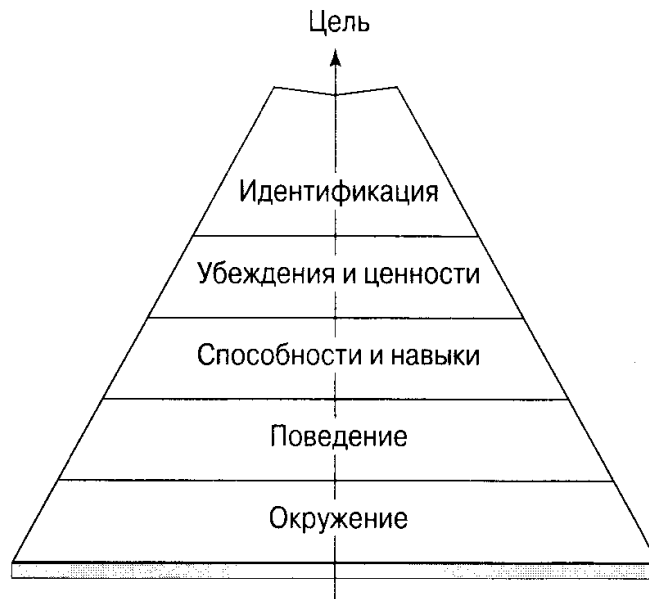 Цель
Идентификация
Убеждения и ценности
Способности и навыки
Поведение
Окружение